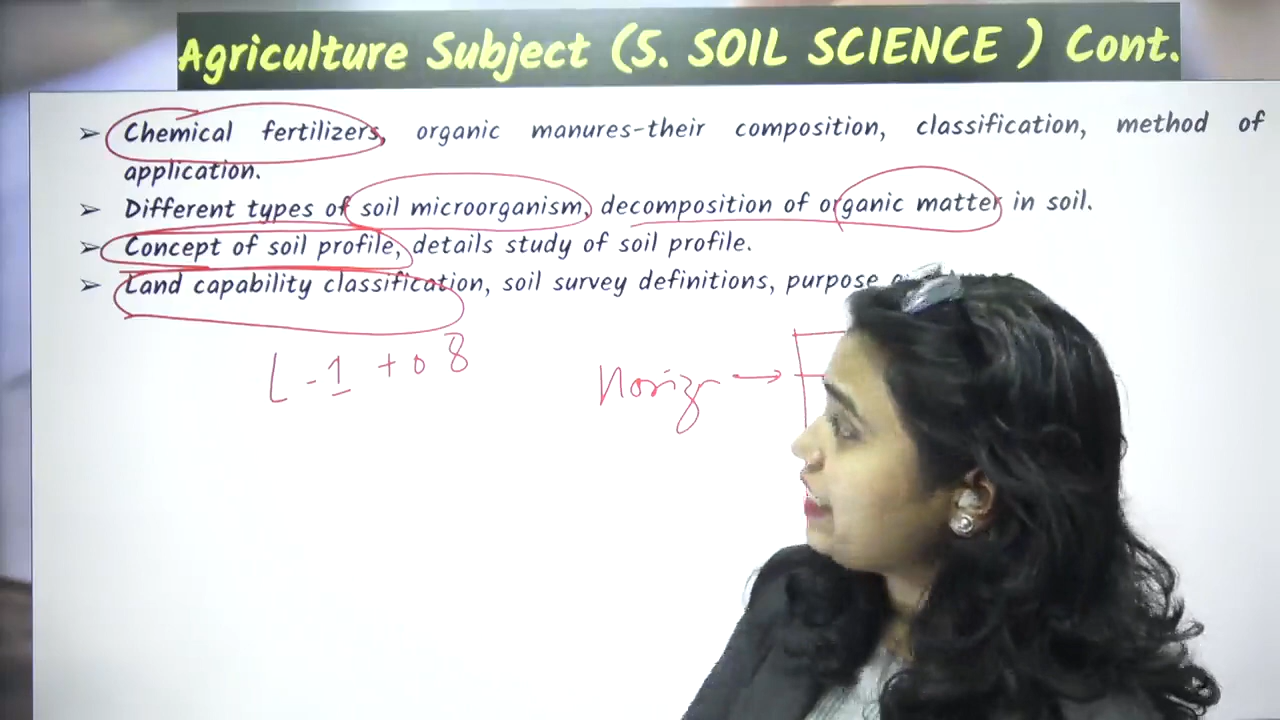 Agriculture Subject (5. SOIL SCIENCE ) Cont.
➢ Chemical fertilizers, organic manures-their composition, classification, method of
application.
➢ Different types of soil microorganism, decomposition of organic matter in soil.
➢ Concept of soil profile, details study of soil profile.
➢ Land capability classification, soil survey definitions, purpose
L - 1 to 8